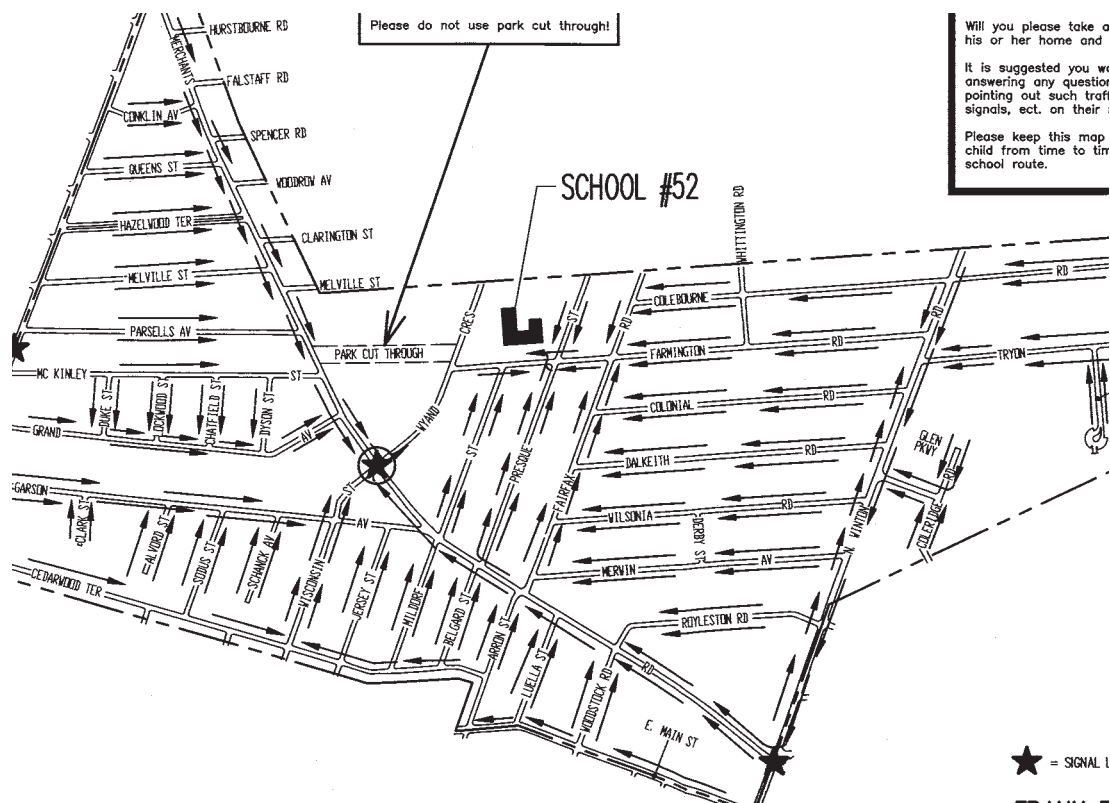 Please do not use park cut through!
Will you please take a
his or her home and
It is suggested you wa
answering any question
pointing out such traff
signals, ect. on their
Please keep this map
child from time to tim
school route.
HURSTBOURNE RD
MERCHANTS
FALSTAFF RD
CONKLIN AV
SPENCER RD
QUEENS ST
WOODROW AV
SCHOOL #52
WHITTINGTON RD
HAZELWOOD TER
CLARINGTON ST
MELVILLE ST
MELVILLE ST
COLEBOURNE
RD
RD
CRES
ST
RD
PARSELLS AV
PARK CUT THROUGH
FARMINGTON
RD
TRYON
MC KINLEY
ST
DUKE ST
LOCKWOOD ST
CHATFIELD ST
DYSON ST
COLONIAL
RD
GRAND
AV
WYAND
GLEN
PKWY
ST
PRESQUE
DALKEITH
RD
RD
GARSON
ST
FAIRFAX
WILSONIA
RD
DERBY
ST
N. WINTON
COLERIDGE
CLARK ST
ALVORD ST
SODUS ST
SCHANCK AV
WISCONSIN
AV
MERWIN
AV
CEDARWOOD TER
JERSEY ST
MILDORF
BELGARD ST
ARRON ST
LUELLA ST
ROYLESTON RD
WOODSTOCK RD
RD
E. MAIN ST
= SIGNAL L